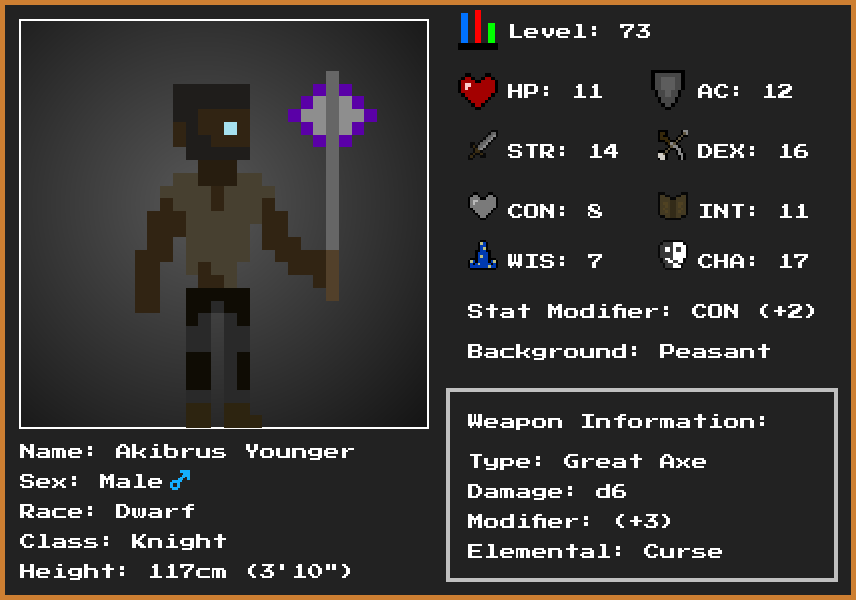 Level: 73
HP: 11
AC: 12
STR: 14
DEX: 16
CON: 8
INT: 11
WIS: 7
CHA: 17
Stat Modifier: CON (+2)
Background: Peasant
Weapon Information:
Type: Great Axe
Damage: d6
Modifier: (+3)
Elemental: Curse
Name: Akibrus Younger
Sex: Male ♂
Race: Dwarf
Class: Knight
Height: 117cm (3'10")